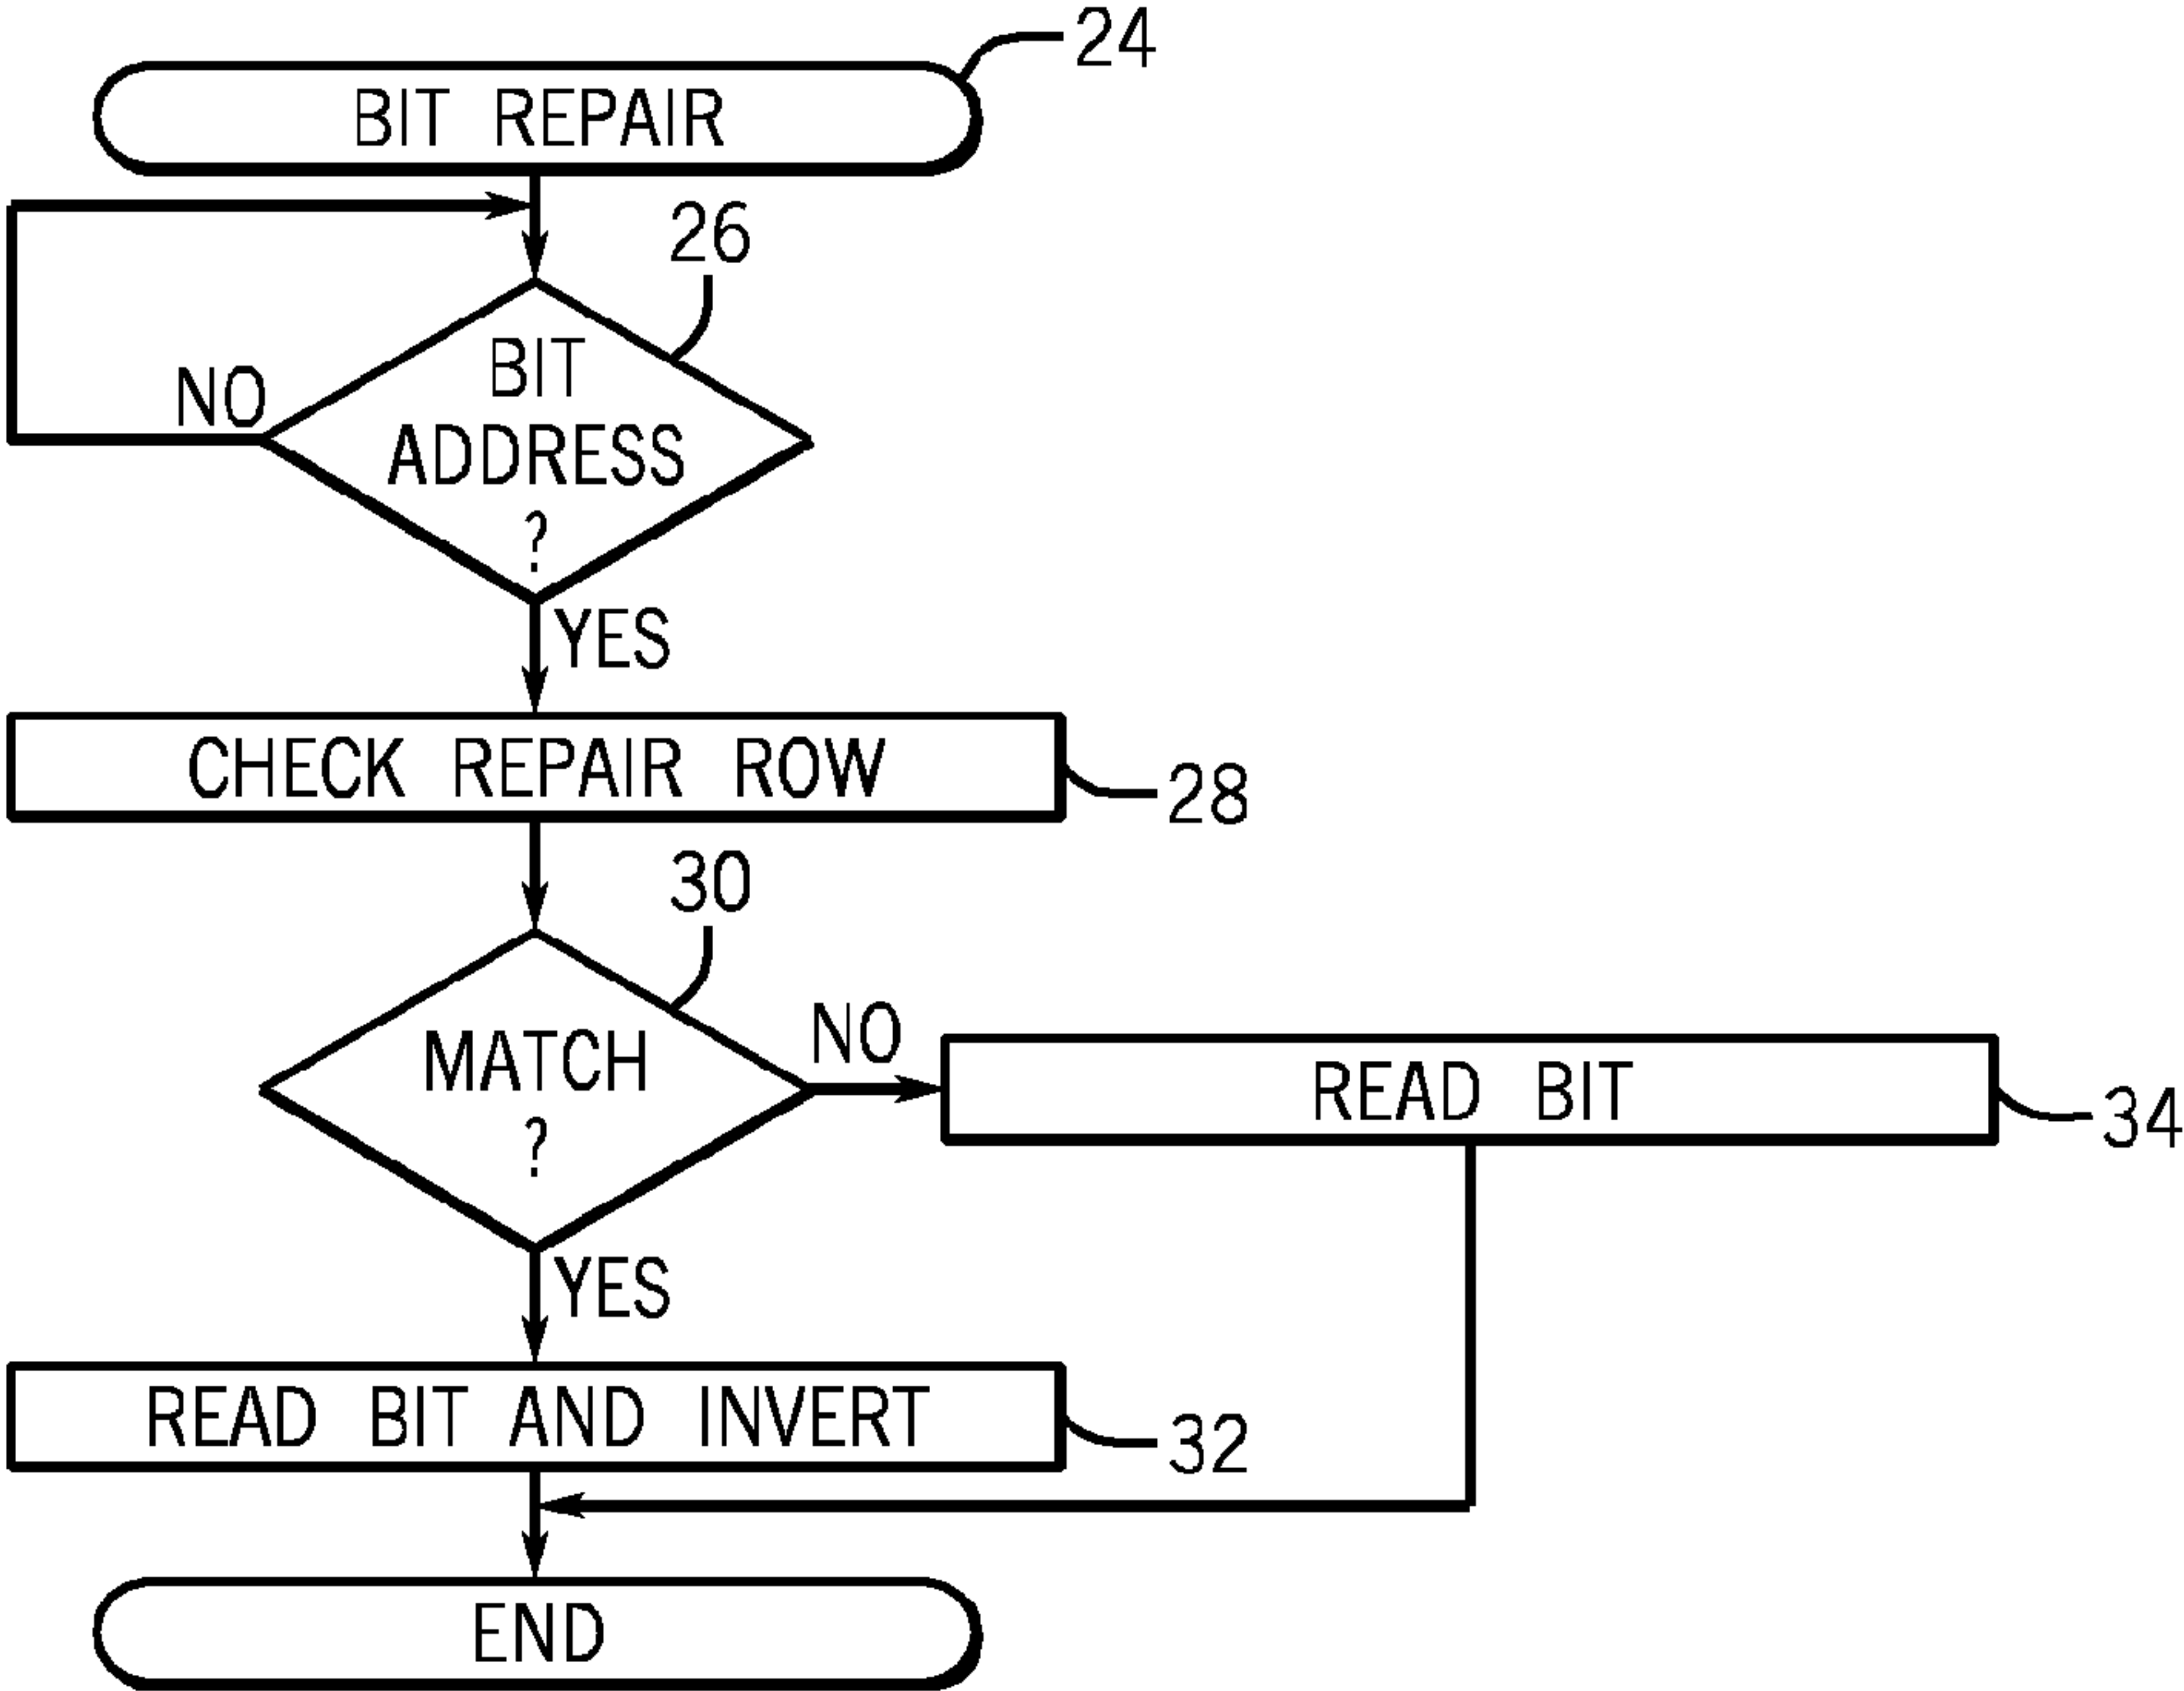 24
BIT REPAIR
26
BIT
ADDRESS
?
NO
YES
CHECK REPAIR ROW
28
30
MATCH
?
NO
READ BIT
34
YES
READ BIT AND INVERT
32
END